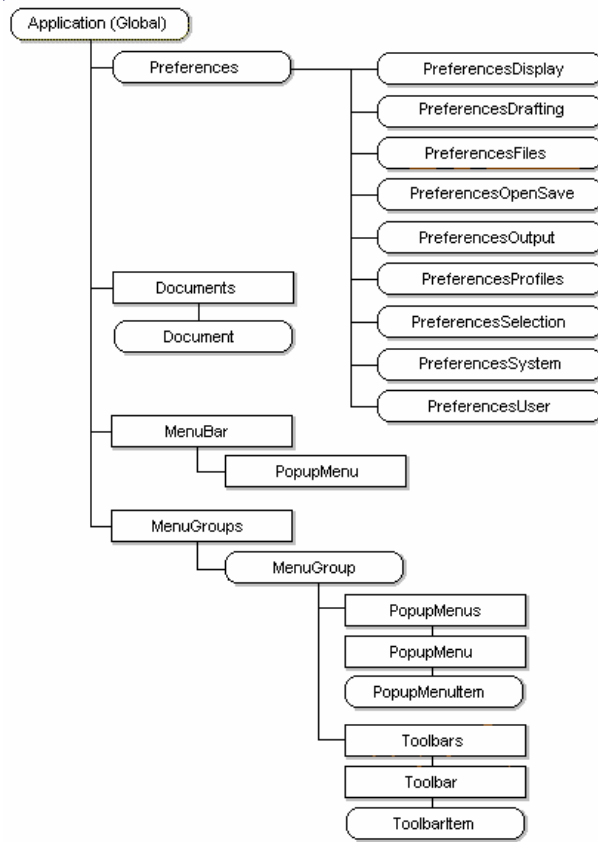 Application (Global)
Preferences
PreferencesDisplay
PreferencesDrafting
PreferencesFiles
PreferencesOpenSave
PreferencesOutput
PreferencesProfiles
PreferencesSelection
PreferencesSystem
PreferencesUser
Documents
Document
MenuBar
PopupMenu
MenuGroups
MenuGroup
PopupMenus
PopupMenu
PopupMenuItem
Toolbars
Toolbar
ToolbarItem